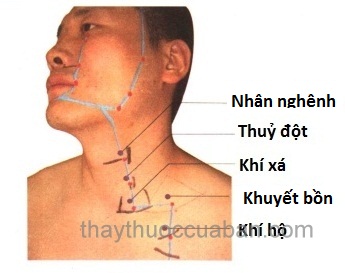 Nhân nghênh
Thuỷ đột
Khí xá
Khuyết bồn
Khí hộ
thaythuoccuaban.com